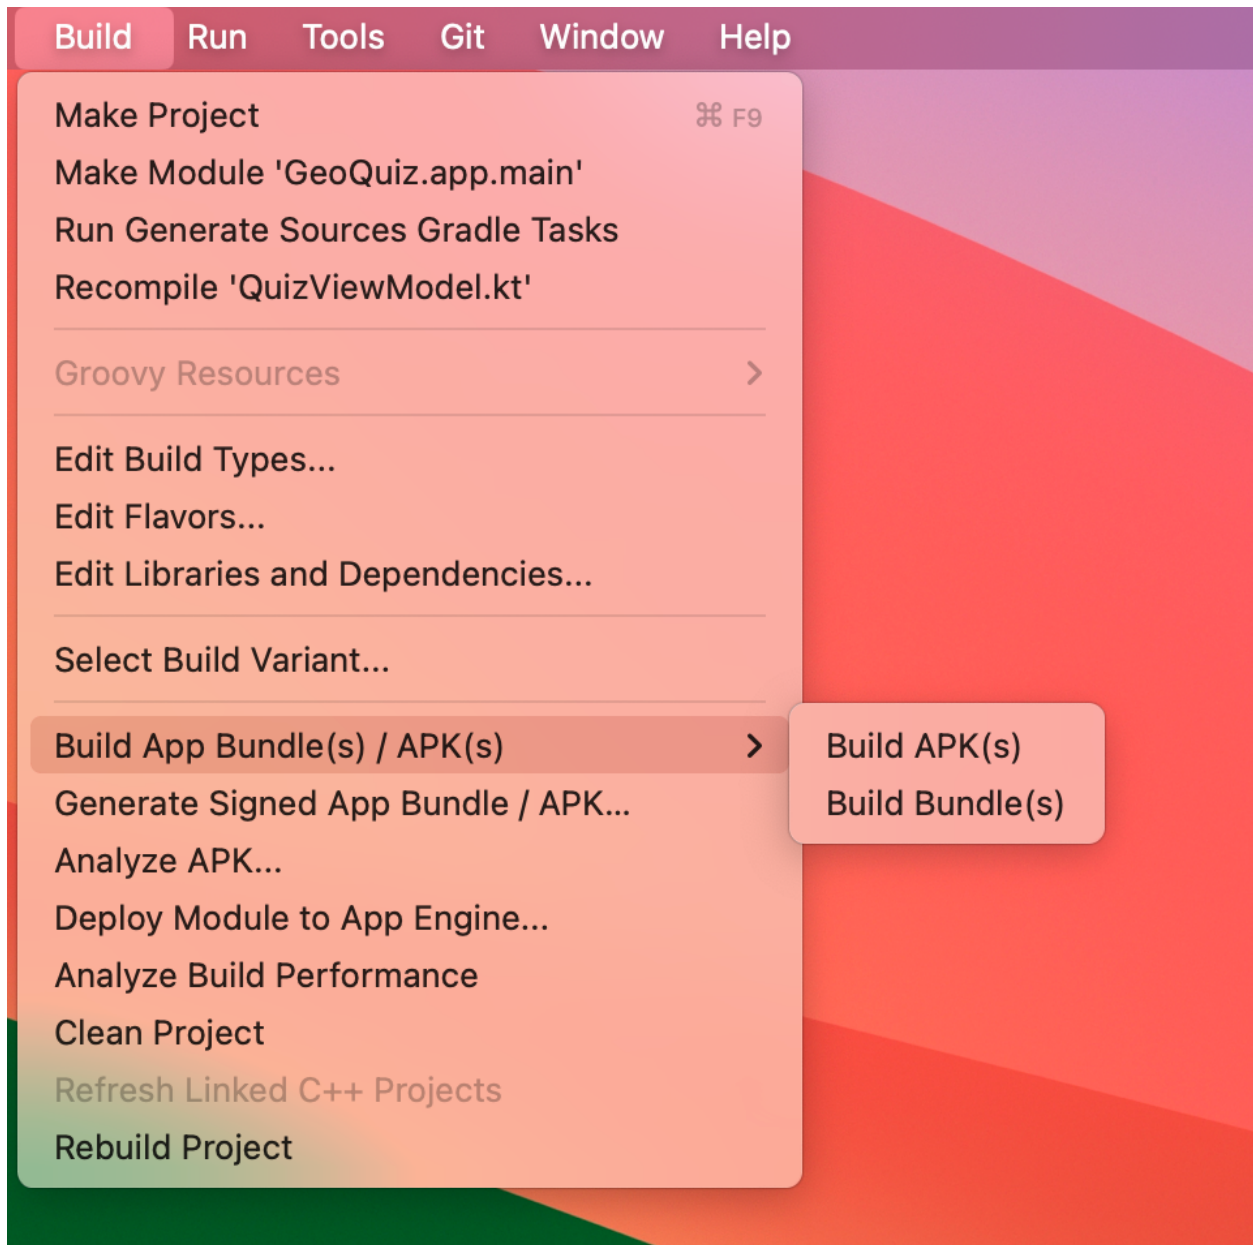 Build Run Tools Git Window Help
Make Project ⌘ F9
Make Module 'GeoQuiz.app.main'
Run Generate Sources Gradle Tasks
Recompile 'QuizViewModel.kt'
Groovy Resources
Edit Build Types...
Edit Flavors...
Edit Libraries and Dependencies...
Select Build Variant...
Build App Bundle(s) / APK(s)
Build APK(s)
Build Bundle(s)
Generate Signed App Bundle / APK...
Analyze APK...
Deploy Module to App Engine...
Analyze Build Performance
Clean Project
Refresh Linked C++ Projects
Rebuild Project